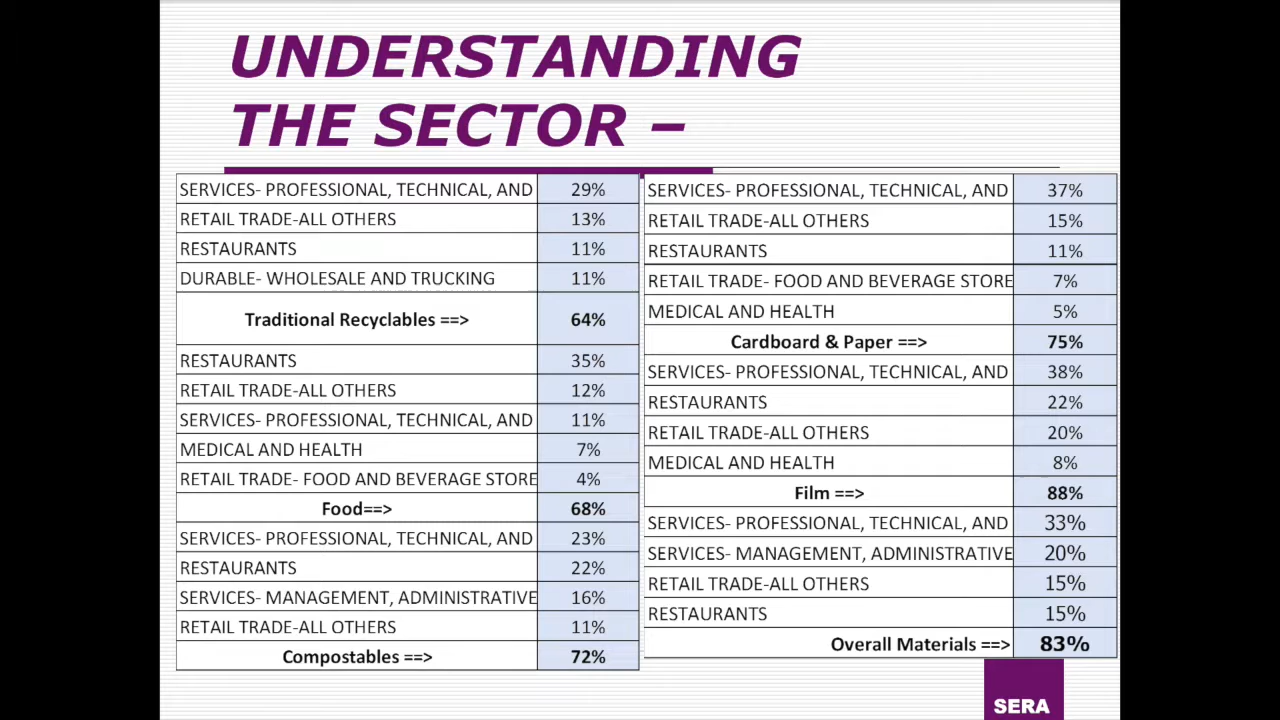 UNDERSTANDING
THE SECTOR –
SERVICES- PROFESSIONAL, TECHNICAL, AND 29%
RETAIL TRADE-ALL OTHERS 13%
RESTAURANTS 11%
DURABLE- WHOLESALE AND TRUCKING 11%
Traditional Recyclables ==> 64%
RESTAURANTS 35%
RETAIL TRADE-ALL OTHERS 12%
SERVICES- PROFESSIONAL, TECHNICAL, AND 11%
MEDICAL AND HEALTH 7%
RETAIL TRADE- FOOD AND BEVERAGE STORE 4%
Food==> 68%
SERVICES- PROFESSIONAL, TECHNICAL, AND 23%
RESTAURANTS 22%
SERVICES- MANAGEMENT, ADMINISTRATIVE 16%
RETAIL TRADE-ALL OTHERS 11%
Compostables ==> 72%
SERVICES- PROFESSIONAL, TECHNICAL, AND 37%
RETAIL TRADE-ALL OTHERS 15%
RESTAURANTS 11%
RETAIL TRADE- FOOD AND BEVERAGE STORE 7%
MEDICAL AND HEALTH 5%
Cardboard & Paper ==> 75%
SERVICES- PROFESSIONAL, TECHNICAL, AND 38%
RESTAURANTS 22%
RETAIL TRADE-ALL OTHERS 20%
MEDICAL AND HEALTH 8%
Film ==> 88%
SERVICES- PROFESSIONAL, TECHNICAL, AND 33%
SERVICES- MANAGEMENT, ADMINISTRATIVE 20%
RETAIL TRADE-ALL OTHERS 15%
RESTAURANTS 15%
Overall Materials ==> 83%
SERA